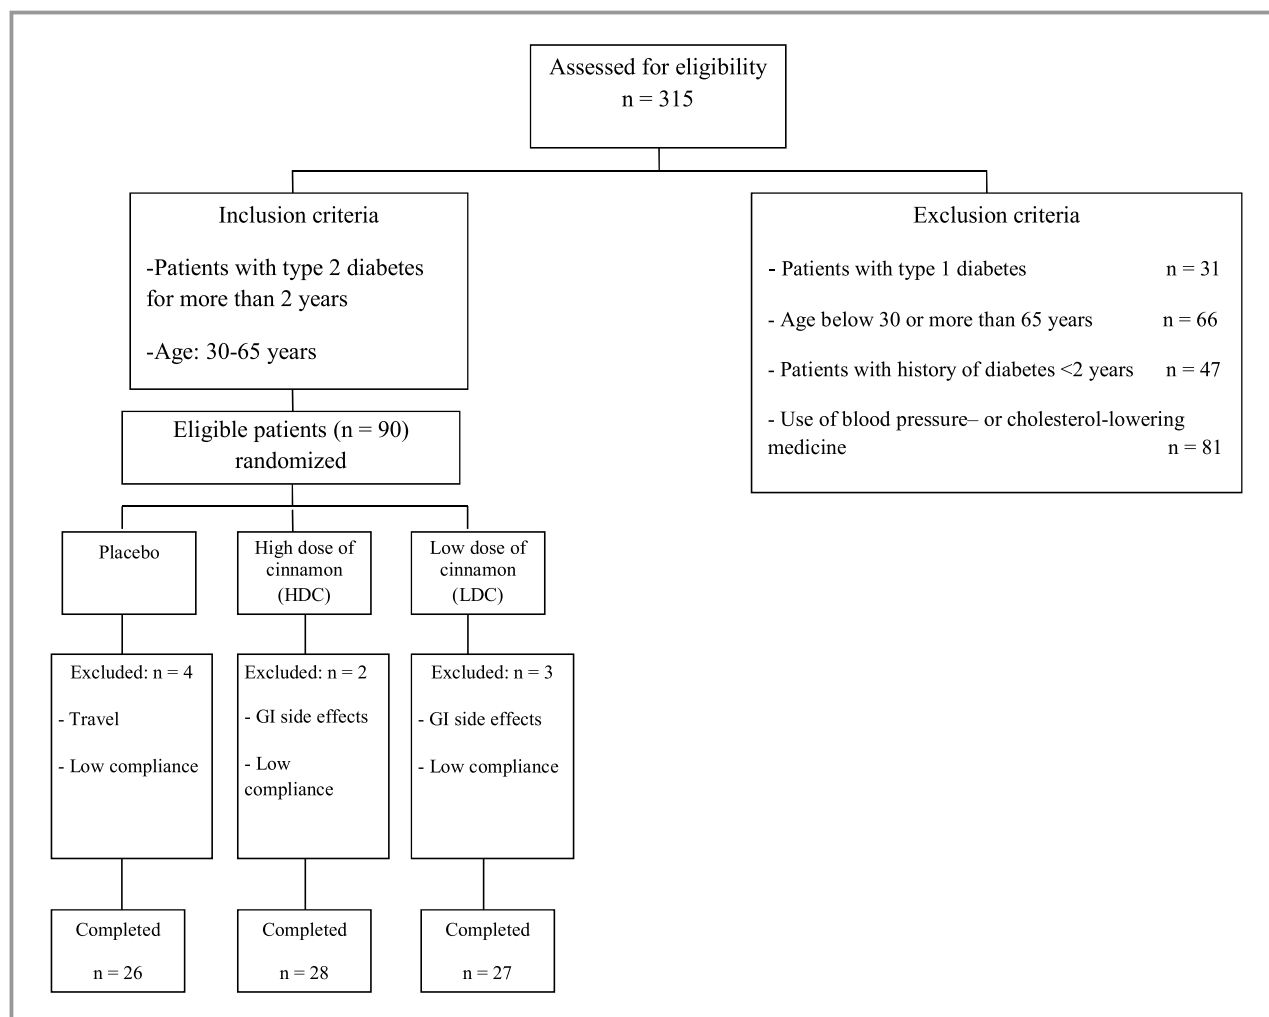 Assessed for eligibility
n = 315
Inclusion criteria
-Patients with type 2 diabetes
for more than 2 years
-Age: 30-65 years
Exclusion criteria
- Patients with type 1 diabetes n = 31
- Age below 30 or more than 65 years n = 66
- Patients with history of diabetes <2 years n = 47
- Use of blood pressure– or cholesterol-lowering
medicine n = 81
Eligible patients (n = 90)
randomized
Placebo
High dose of
cinnamon
(HDC)
Low dose of
cinnamon
(LDC)
Excluded: n = 4
- Travel
- Low compliance
Excluded: n = 2
- GI side effects
- Low
compliance
Excluded: n = 3
- GI side effects
- Low compliance
Completed
n = 26
Completed
n = 28
Completed
n = 27